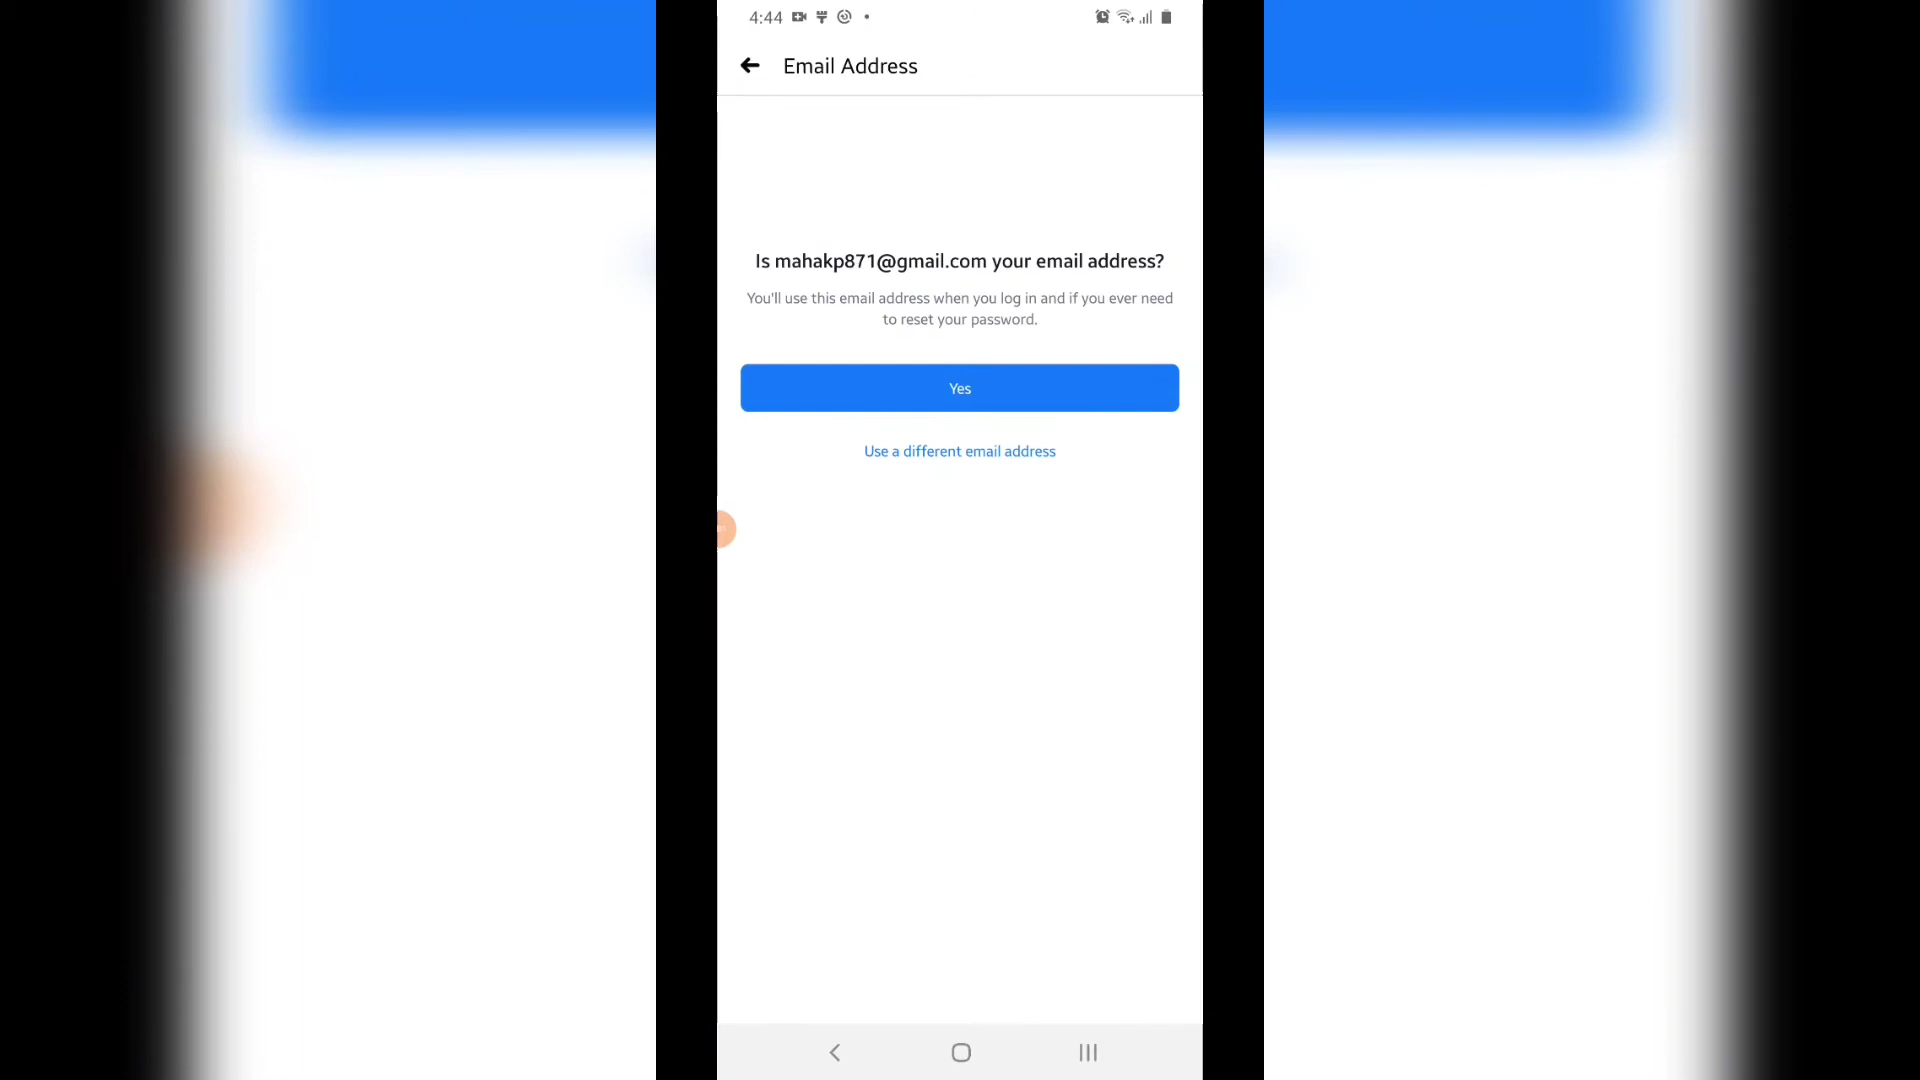 4:44
Email Address
Is mahakp871@gmail.com your email address?
You'll use this email address when you log in and if you ever need
to reset your password.
Yes
Use a different email address